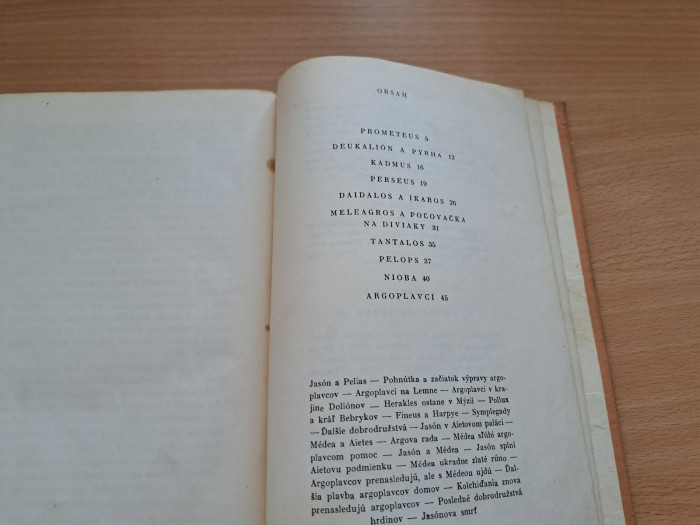 OBSAH
PROMETEUS 5
DEUKALIÓN A PYRHA 12
KADMUS 16
PERSEUS 19
DAIDALOS A IKAROS 26
MELEAGROS A POĽOVAČKA
NA DIVIAKY 31
TANTALOS 35
PELOPS 37
NIOBA 40
ARGOPLAVCI 45
Jasón a Pelias — Pohnútka a začiatok výpravy argo-
plavcov — Argoplavci na Lemne — Argoplavci v kra-
jine Doliónov — Herakles ostane v Mýzii — Pollux
a kráľ Bebrykov — Fineus a Harpye — Symplegady
— Ďalšie dobrodružstvá — Jasón v Aietovom paláci —
Médea a Aietes — Argova rada — Médea sľúbi argo-
plavcom pomoc — Jasón a Médea — Jasón splní
Aietovu podmienku — Médea ukradne zlaté rúno —
Argoplavci prenasledujú, ale s Médeou ujdú — Ďal-
šia plavba argoplavcov domov — Kolchiďania znova
prenasledujú argoplavcov — Posledné dobrodružstvá
hrdinov — Jasónova smrť